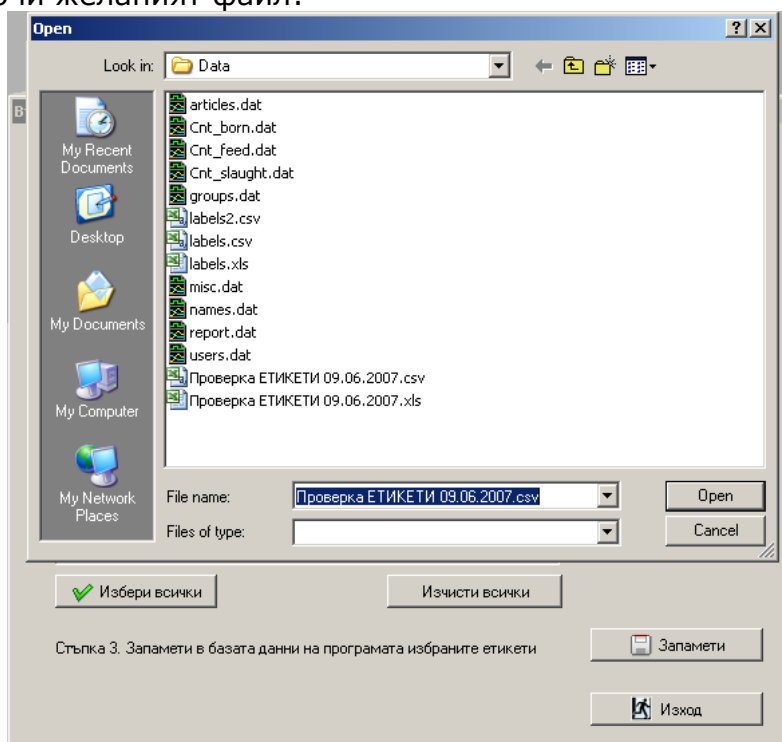 чи желаният файл.
Open
Look in: Data
My Recent Documents
Desktop
My Documents
My Computer
My Network Places
articles.dat
Cnt_born.dat
Cnt_feed.dat
Cnt_slaught.dat
groups.dat
labels2.csv
labels.csv
labels.xls
misc.dat
names.dat
report.dat
users.dat
Проверка ЕТИКЕТИ 09.06.2007.csv
Проверка ЕТИКЕТИ 09.06.2007.xls
File name: Проверка ЕТИКЕТИ 09.06.2007.csv Open
Files of type: Cancel
Избери всички Изчисти всички
Стъпка 3. Запамети в базата данни на програмата избраните етикети Запамети
Изход